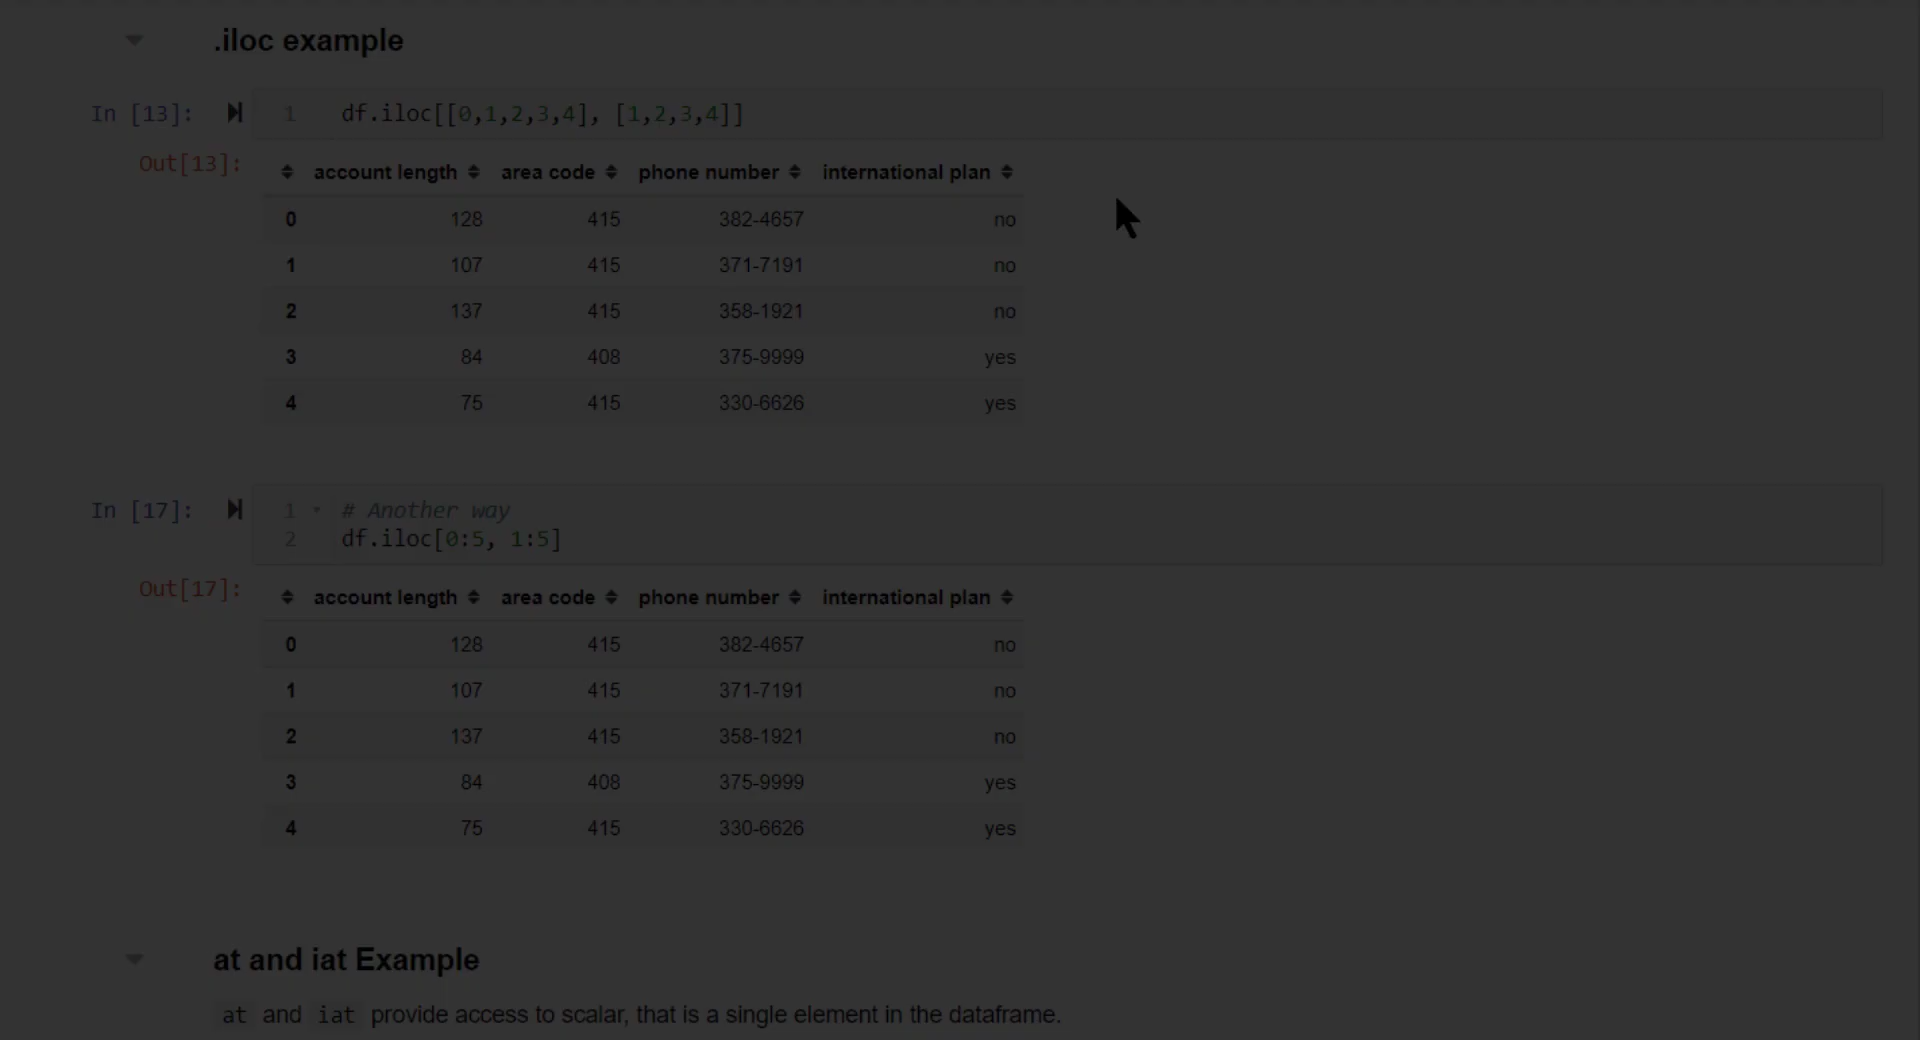 .iloc example
In [13]: 1 df.iloc[[0,1,2,3,4], [1,2,3,4]]
Out[13]:
account length area code phone number international plan
0 128 415 382-4657 no
1 107 415 371-7191 no
2 137 415 358-1921 no
3 84 408 375-9999 yes
4 75 415 330-6626 yes
In [17]: 1 # Another way
2 df.iloc[0:5, 1:5]
Out[17]:
account length area code phone number international plan
0 128 415 382-4657 no
1 107 415 371-7191 no
2 137 415 358-1921 no
3 84 408 375-9999 yes
4 75 415 330-6626 yes
at and iat Example
at and iat provide access to scalar, that is a single element in the dataframe.